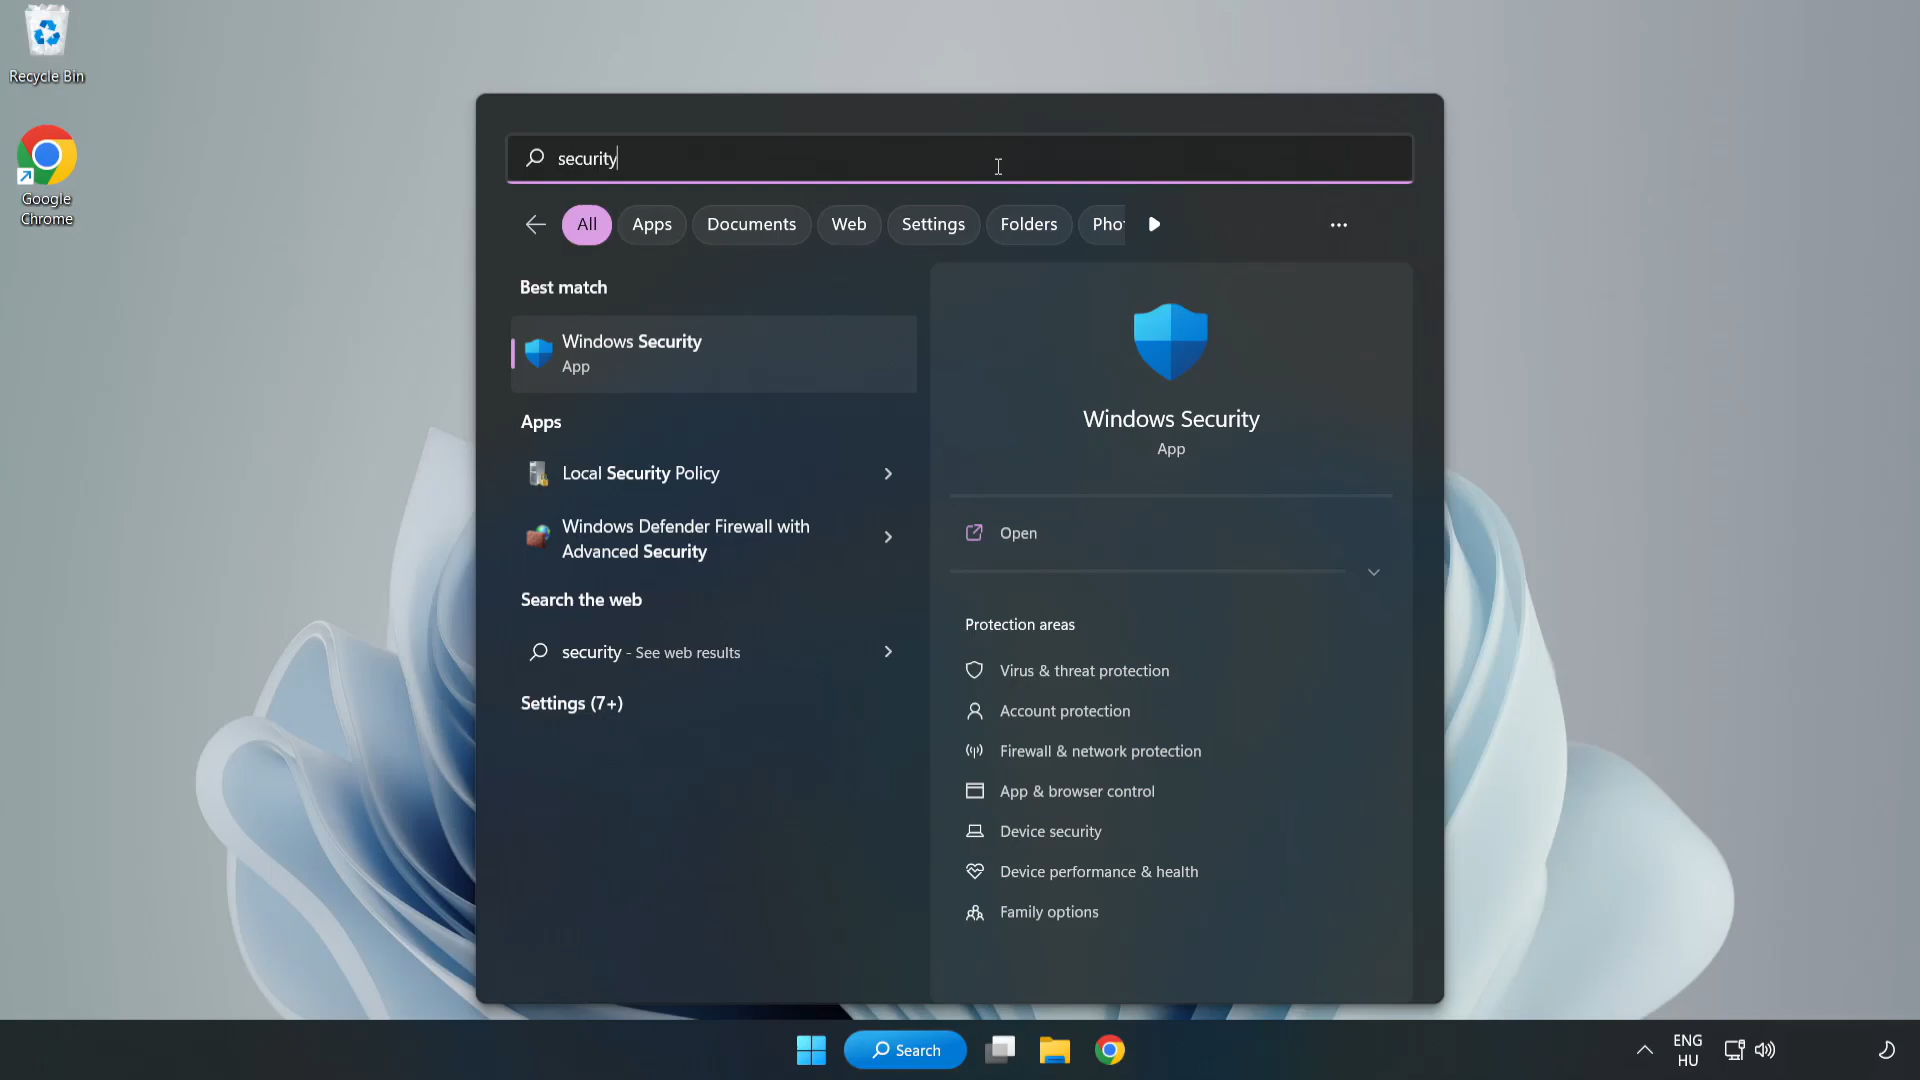 Recycle Bin
Google
Chrome
security
All
Apps
Documents
Web
Settings
Folders
Pho
Best match
Windows Security
App
Apps
Local Security Policy
Windows Defender Firewall with
Advanced Security
Search the web
security - See web results
Settings (7+)
Windows Security
App
Open
Protection areas
Virus & threat protection
Account protection
Firewall & network protection
App & browser control
Device security
Device performance & health
Family options
Search
ENG
HU